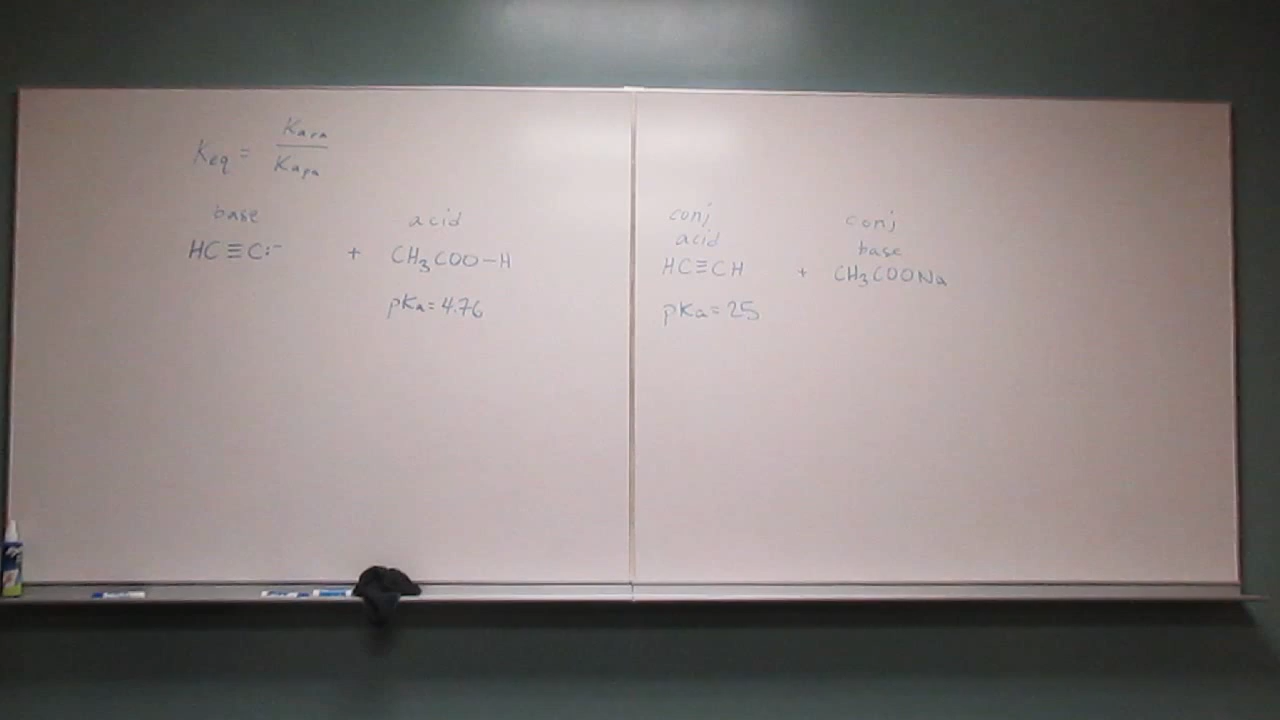 Keq = Kara / Kapa
base acid conj acid conj base
HC≡C:⁻ + CH₃COO–H HC≡CH + CH₃COONa
pKa = 4.76 pKa = 25